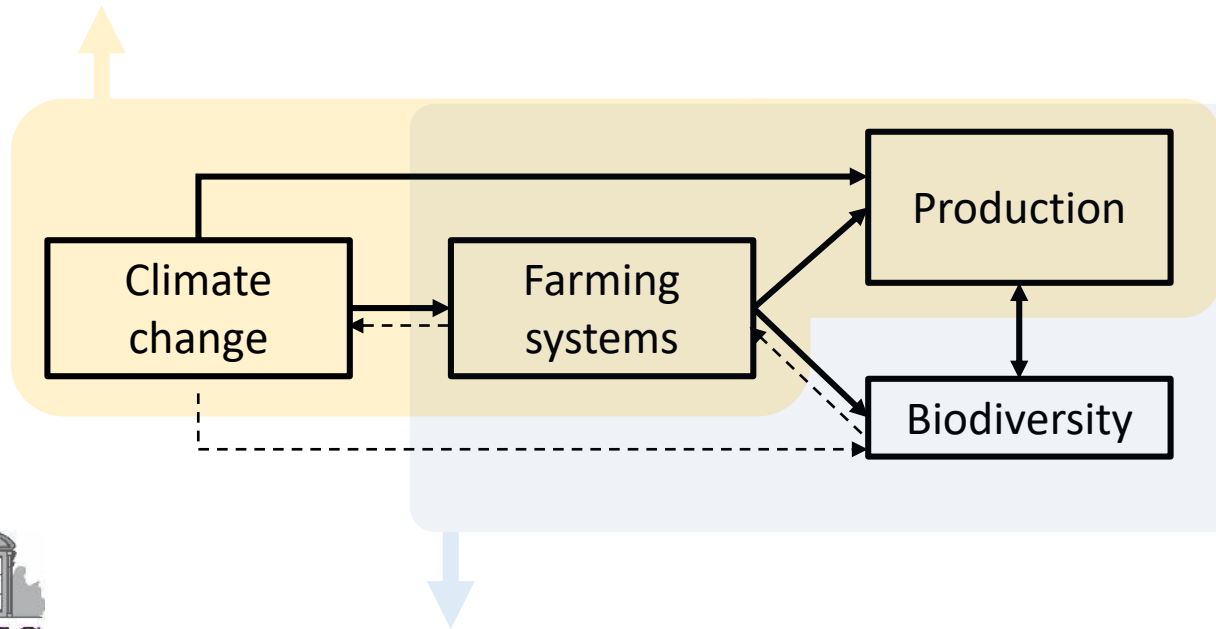 Production
Climate
change
Farming
systems
Biodiversity